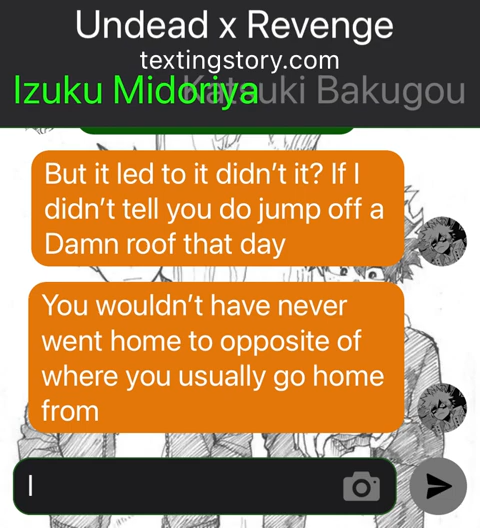 Undead x Revenge
textingstory.com
Izuku Midoriya Katsuki Bakugou
But it led to it didn't it? If I
didn't tell you do jump off a
Damn roof that day
You wouldn't have never
went home to opposite of
where you usually go home
from